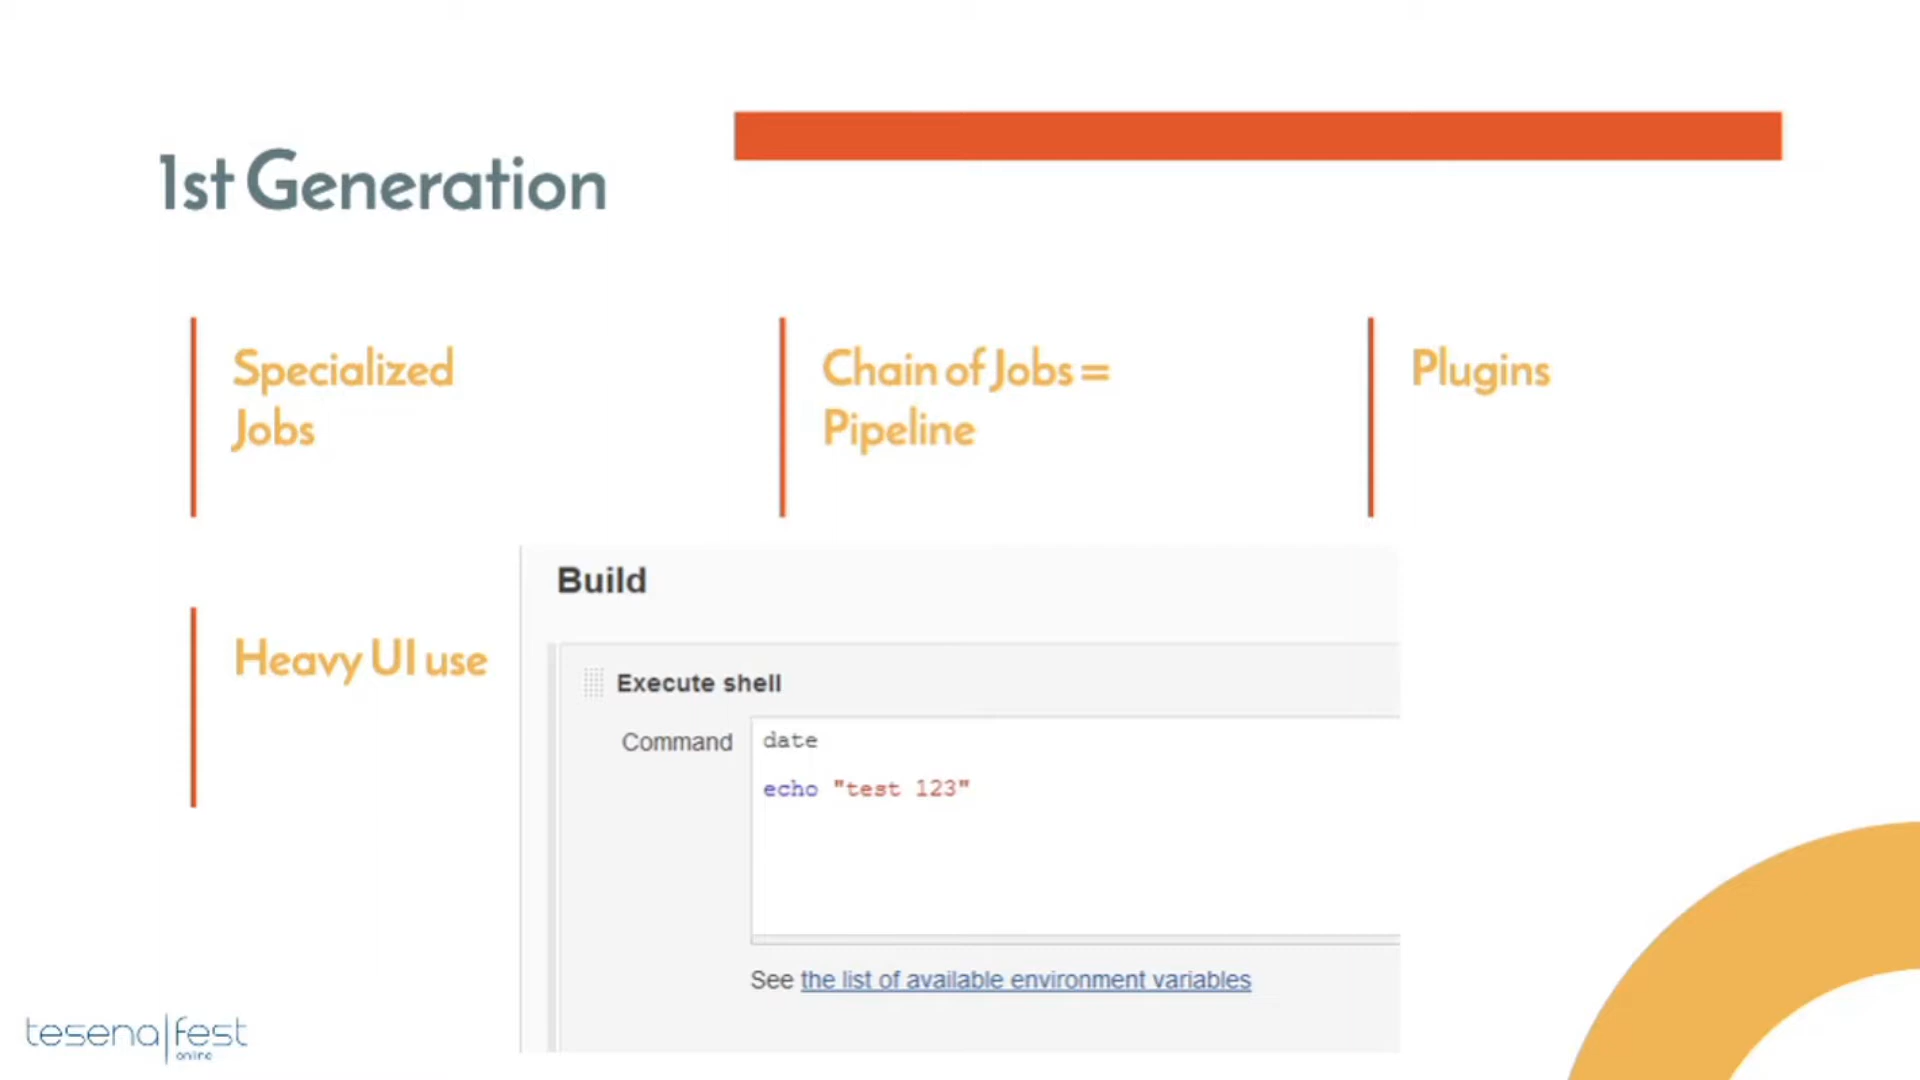 1st Generation
Specialized
Jobs
Chain of Jobs =
Pipeline
Plugins
Heavy UI use
Build
Execute shell
Command
date
echo "test 123"
See the list of available environment variables
tesena|fest
online